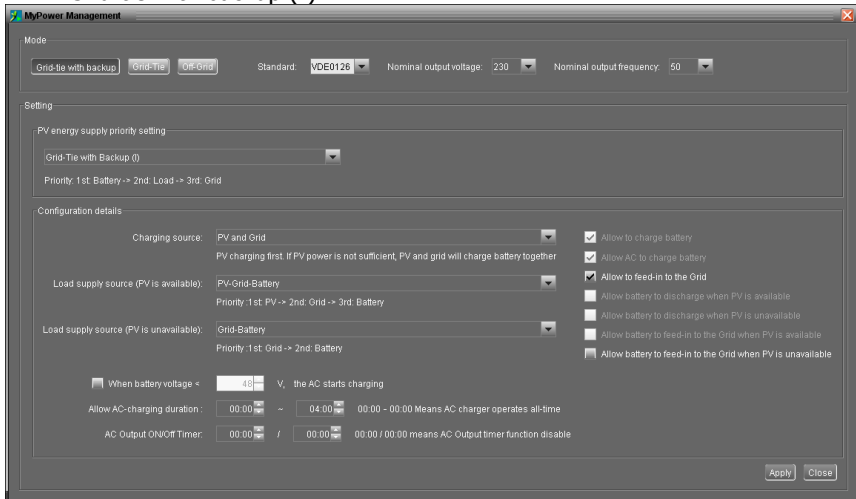 MyPower Management
Mode
Grid-tie with backup Grid-Tie Off-Grid Standard: VDE0126 Nominal output voltage: 230 Nominal output frequency: 50
Setting
PV energy supply priority setting
Grid-Tie with Backup (I)
Priority: 1st: Battery -> 2nd: Load -> 3rd: Grid
Configuration details
Charging source: PV and Grid
PV charging first. If PV power is not sufficient, PV and grid will charge battery together
Load supply source (PV is available): PV-Grid-Battery
Priority :1st: PV -> 2nd: Grid -> 3rd: Battery
Load supply source (PV is unavailable): Grid-Battery
Priority :1st: Grid -> 2nd: Battery
Allow to charge battery
Allow AC to charge battery
Allow to feed-in to the Grid
Allow battery to discharge when PV is available
Allow battery to discharge when PV is unavailable
Allow battery to feed-in to the Grid when PV is available
Allow battery to feed-in to the Grid when PV is unavailable
When battery voltage < 48 V, the AC starts charging
Allow AC-charging duration : 00:00 ~ 04:00 00:00 - 00:00 Means AC charger operates all-time
AC Output ON/Off Timer: 00:00 / 00:00 00:00 / 00:00 means AC Output timer function disable
Apply Close